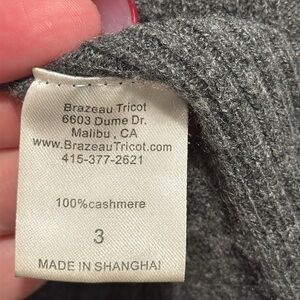 Brazeau Tricot
6603 Dume Dr.
Malibu , CA
www.BrazeauTricot.com
415-377-2621
100%cashmere
3
MADE IN SHANGHAI